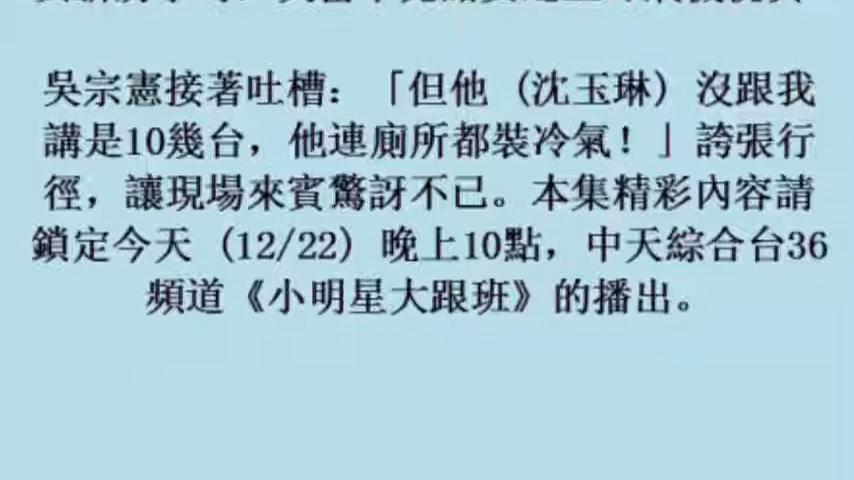 吳宗憲接著吐槽：「但他（沈玉琳）沒跟我
講是10幾台，他連廁所都裝冷氣！」誇張行
徑，讓現場來賓驚訝不已。本集精彩內容請
鎖定今天（12/22）晚上10點，中天綜合台36
頻道《小明星大跟班》的播出。